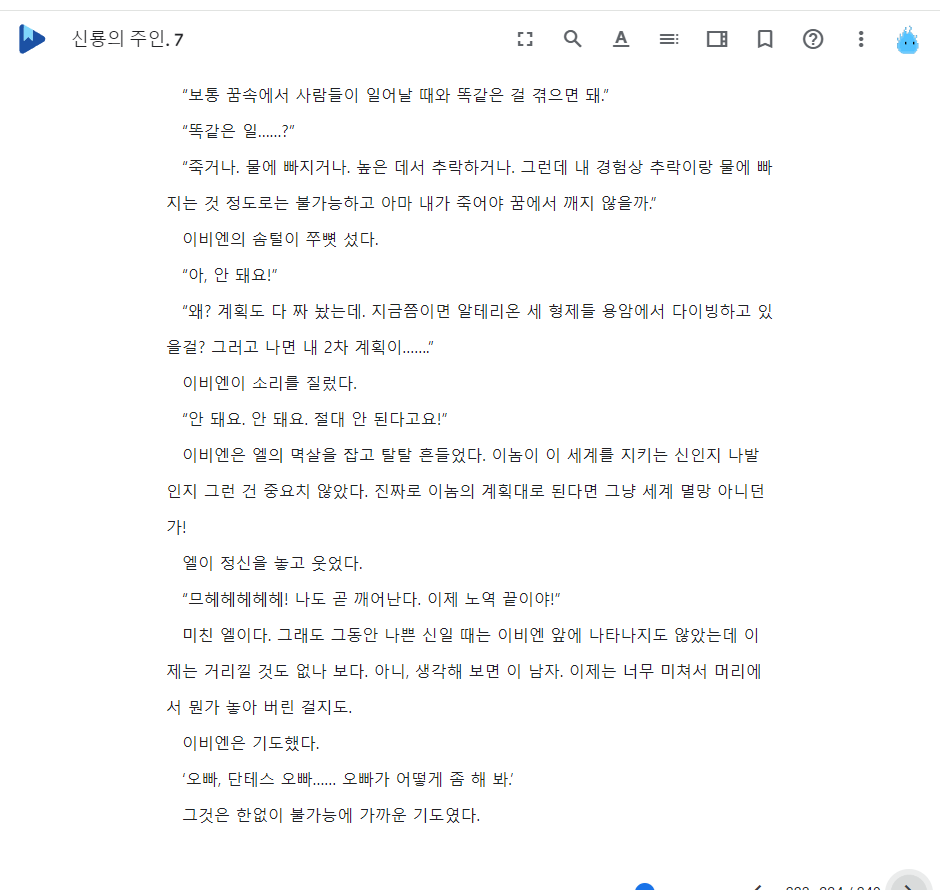 신룡의 주인. 7
“보통 꿈속에서 사람들이 일어날 때와 똑같은 걸 겪으면 돼.”
“똑같은 일......?”
“죽거나. 물에 빠지거나. 높은 데서 추락하거나. 그런데 내 경험상 추락이랑 물에 빠
지는 것 정도로는 불가능하고 아마 내가 죽어야 꿈에서 깨지 않을까.”
이비엔의 솜털이 쭈뼛 섰다.
“아, 안 돼요!”
“왜? 계획도 다 짜 놨는데. 지금쯤이면 알테리온 세 형제들 용암에서 다이빙하고 있
을걸? 그러고 나면 내 2차 계획이.......”
이비엔이 소리를 질렀다.
“안 돼요. 안 돼요. 절대 안 된다고요!”
이비엔은 엘의 멱살을 잡고 탈탈 흔들었다. 이놈이 이 세계를 지키는 신인지 나발
인지 그런 건 중요치 않았다. 진짜로 이놈의 계획대로 된다면 그냥 세계 멸망 아니던
가!
엘이 정신을 놓고 웃었다.
“므헤헤헤헤헤! 나도 곧 깨어난다. 이제 노역 끝이야!”
미친 엘이다. 그래도 그동안 나쁜 신일 때는 이비엔 앞에 나타나지도 않았는데 이
제는 거리낄 것도 없나 보다. 아니, 생각해 보면 이 남자. 이제는 너무 미쳐서 머리에
서 뭔가 놓아 버린 걸지도.
이비엔은 기도했다.
‘오빠, 단테스 오빠...... 오빠가 어떻게 좀 해 봐.’
그것은 한없이 불가능에 가까운 기도였다.